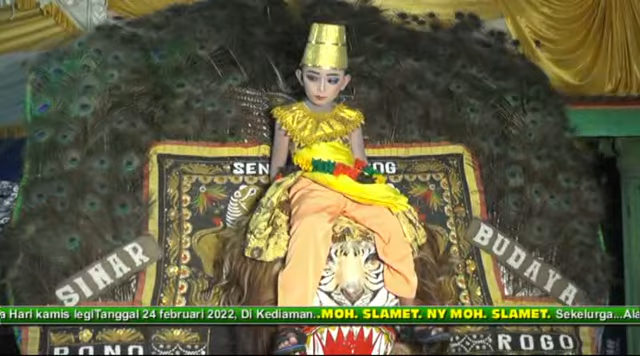 SEN OG
SINAR
BUDAYA
a Hari kamis legiTanggal 24 februari 2022, Di Kediaman..MOH. SLAMET. NY MOH. SLAMET. Sekelurga...Ala
PONO ROGO